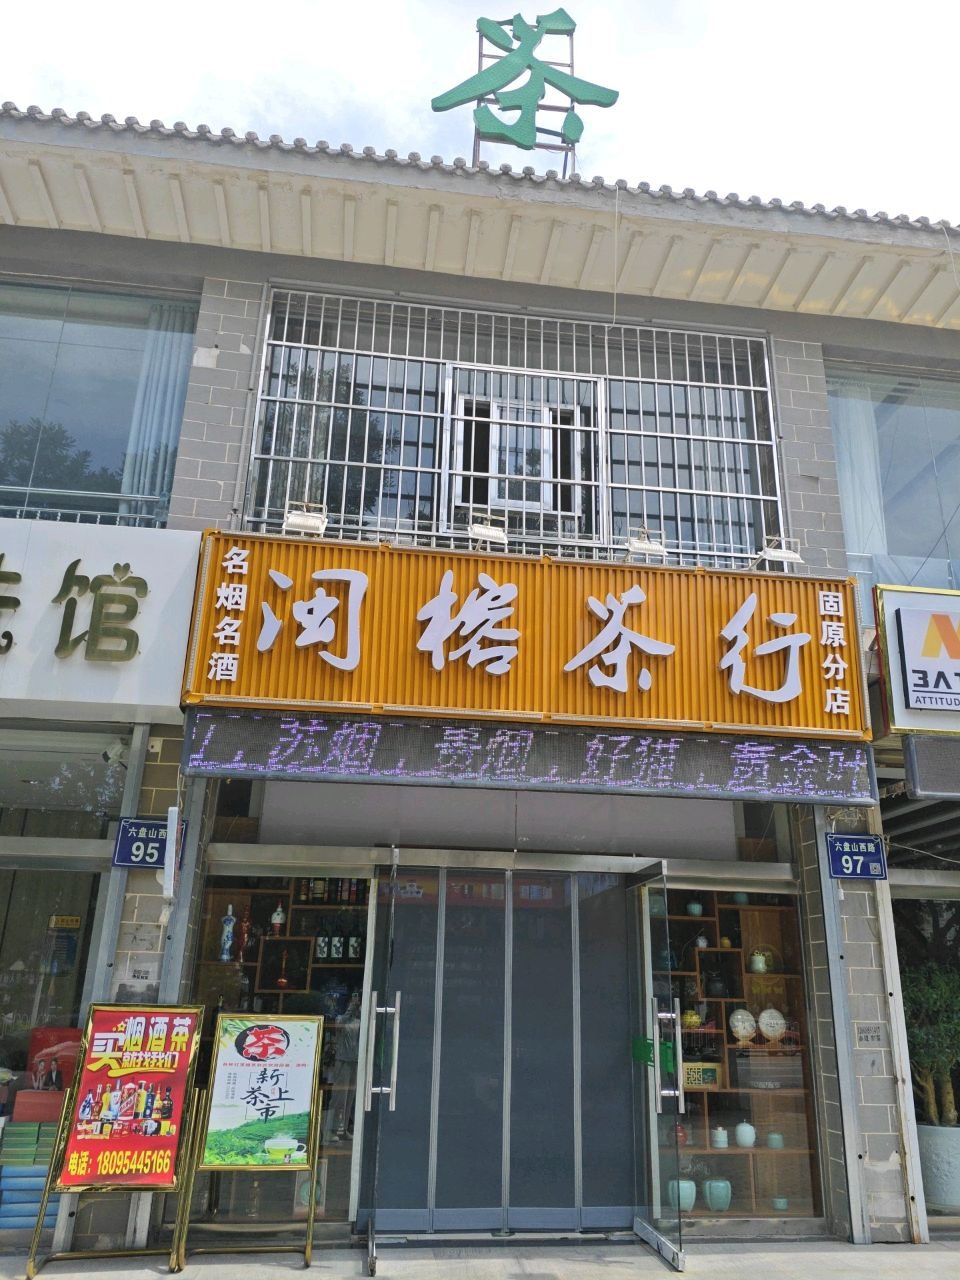 茶
馆
名烟名酒
闽榕茶行
固原分店
苏烟，贵烟，好猫，黄金叶
六盘山西
95
六盘山西路
97
ATTITUD
买烟酒茶
就找我们
电话：18095445166
茶
新茶上市